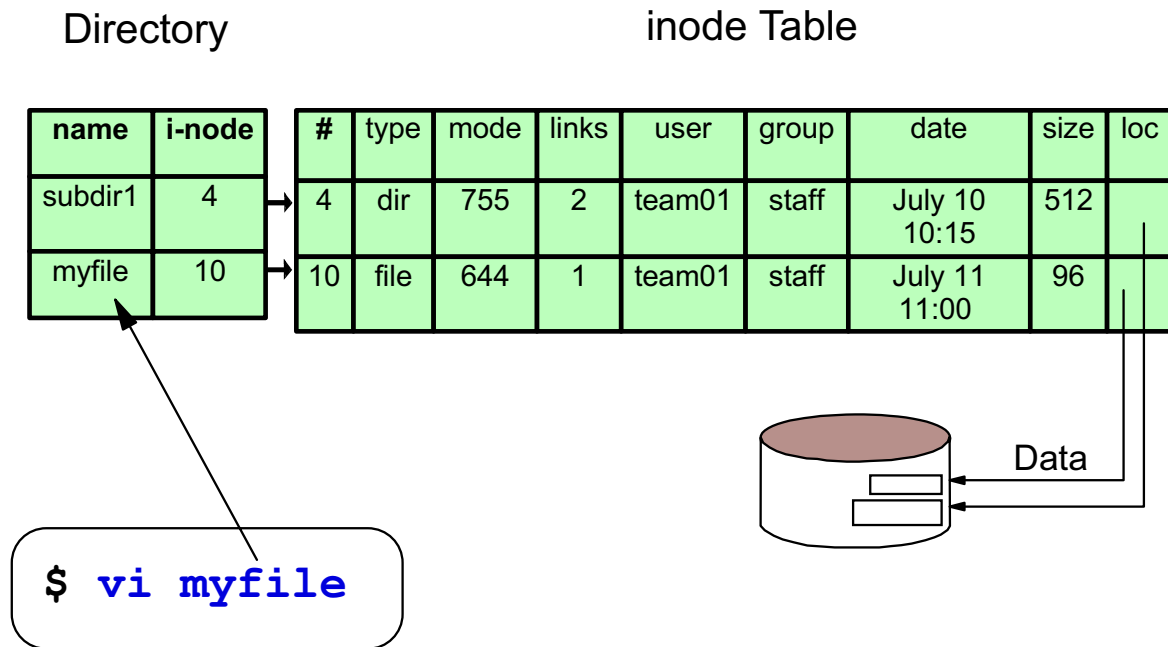 Directory
inode Table
name i-node
# type mode links user group date size loc
subdir1 4
4 dir 755 2 team01 staff July 10 512
10:15
myfile 10
10 file 644 1 team01 staff July 11 96
11:00
Data
$ vi myfile